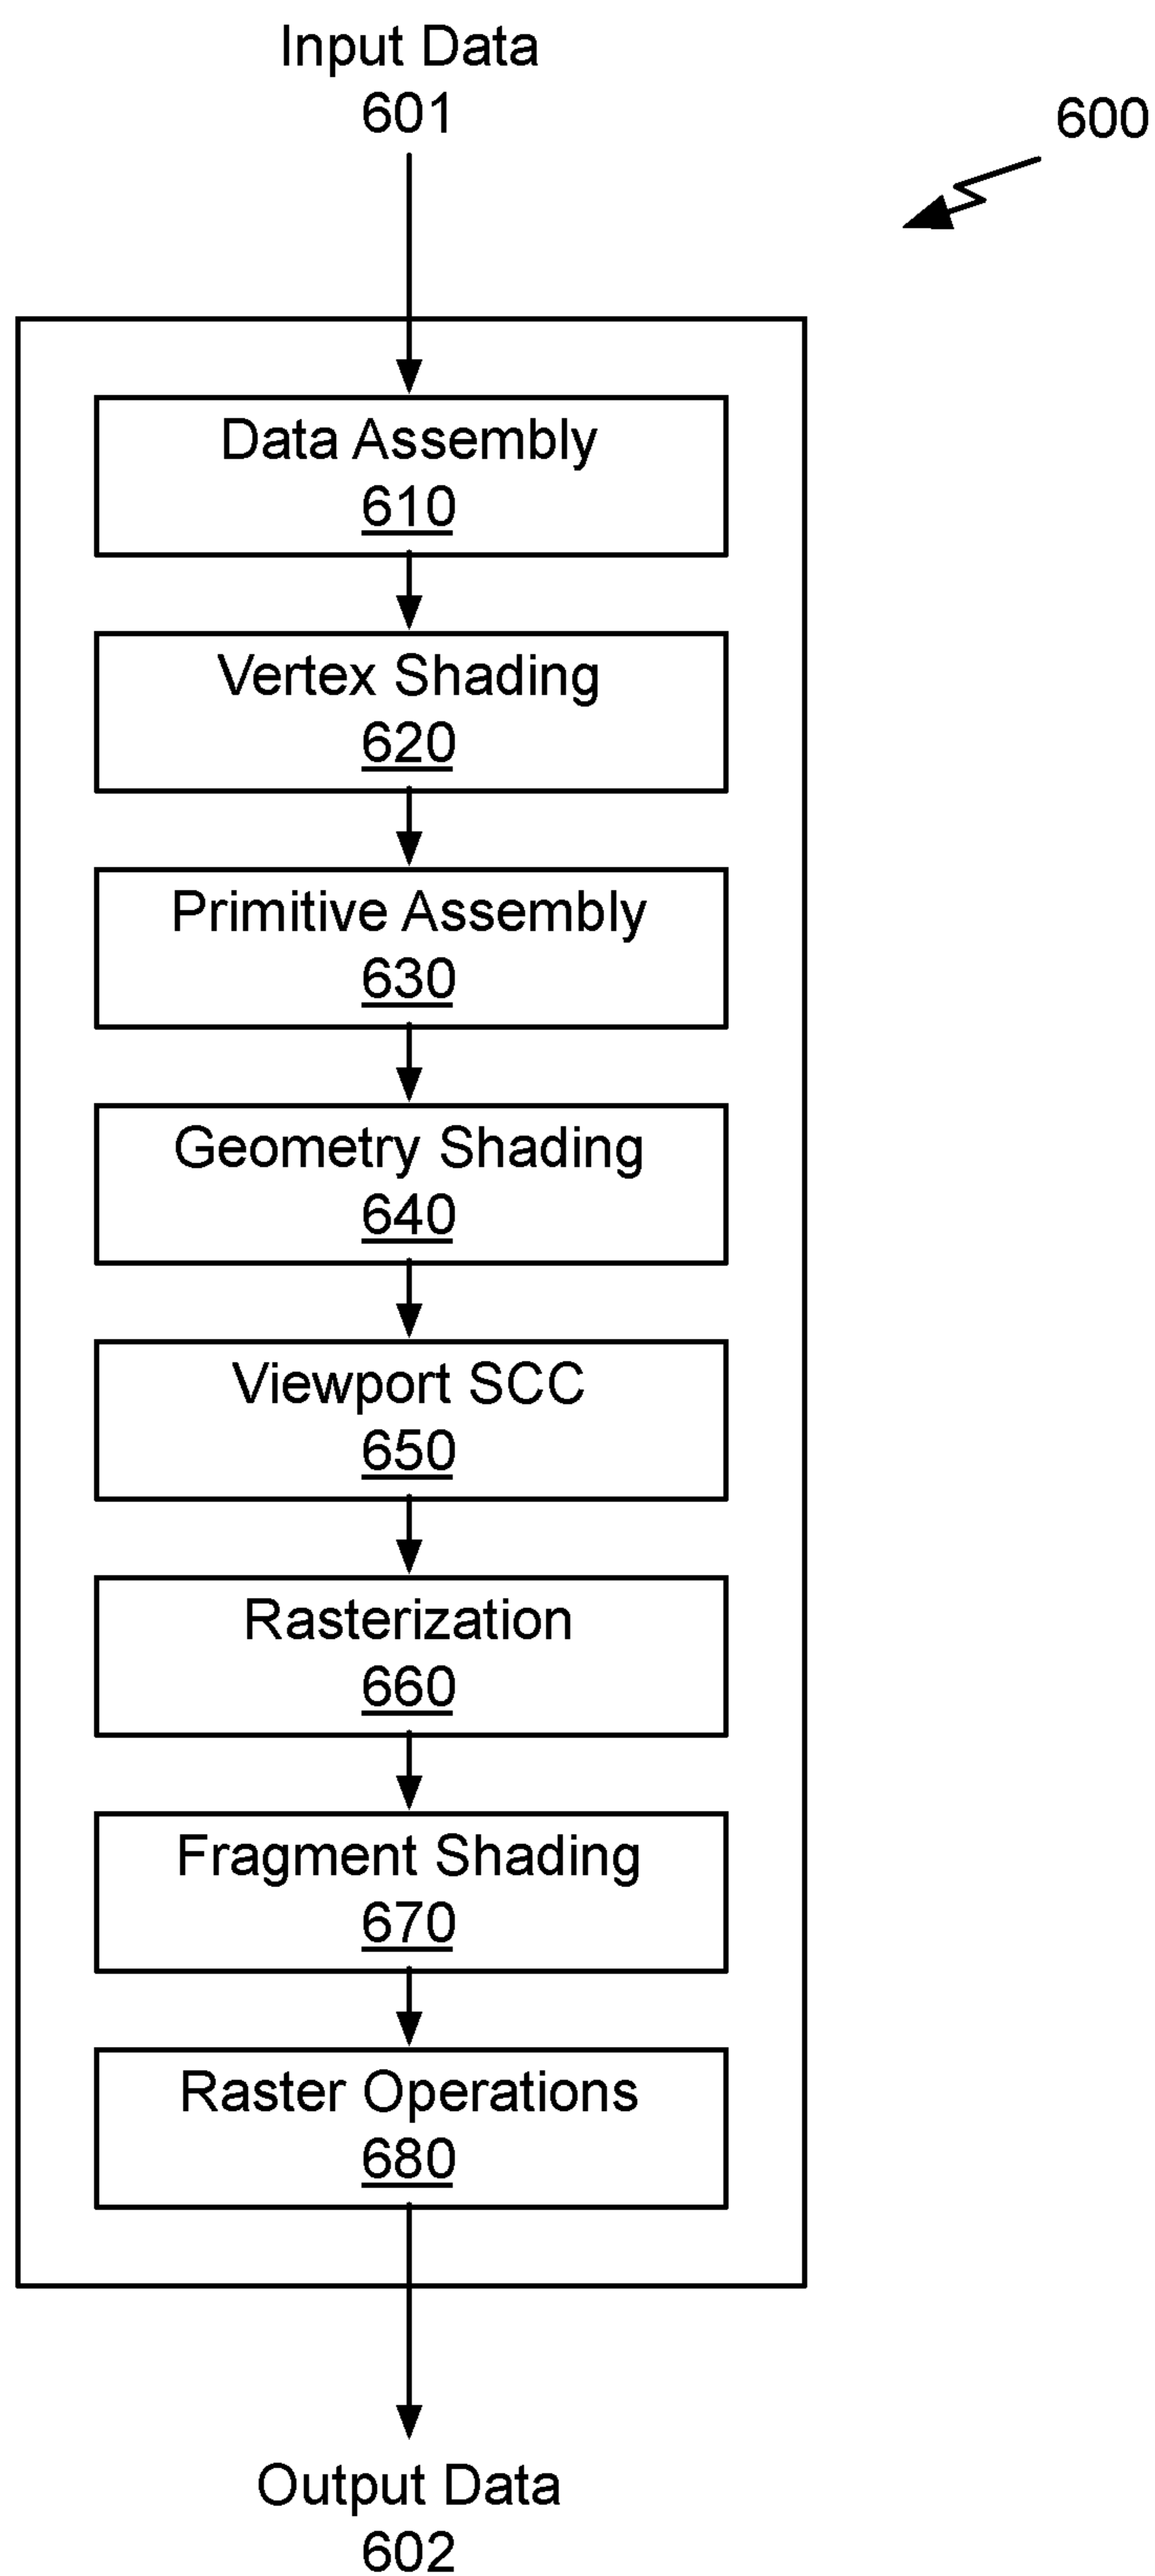 Input Data
601
600
Data Assembly
610
Vertex Shading
620
Primitive Assembly
630
Geometry Shading
640
Viewport SCC
650
Rasterization
660
Fragment Shading
670
Raster Operations
680
Output Data
602